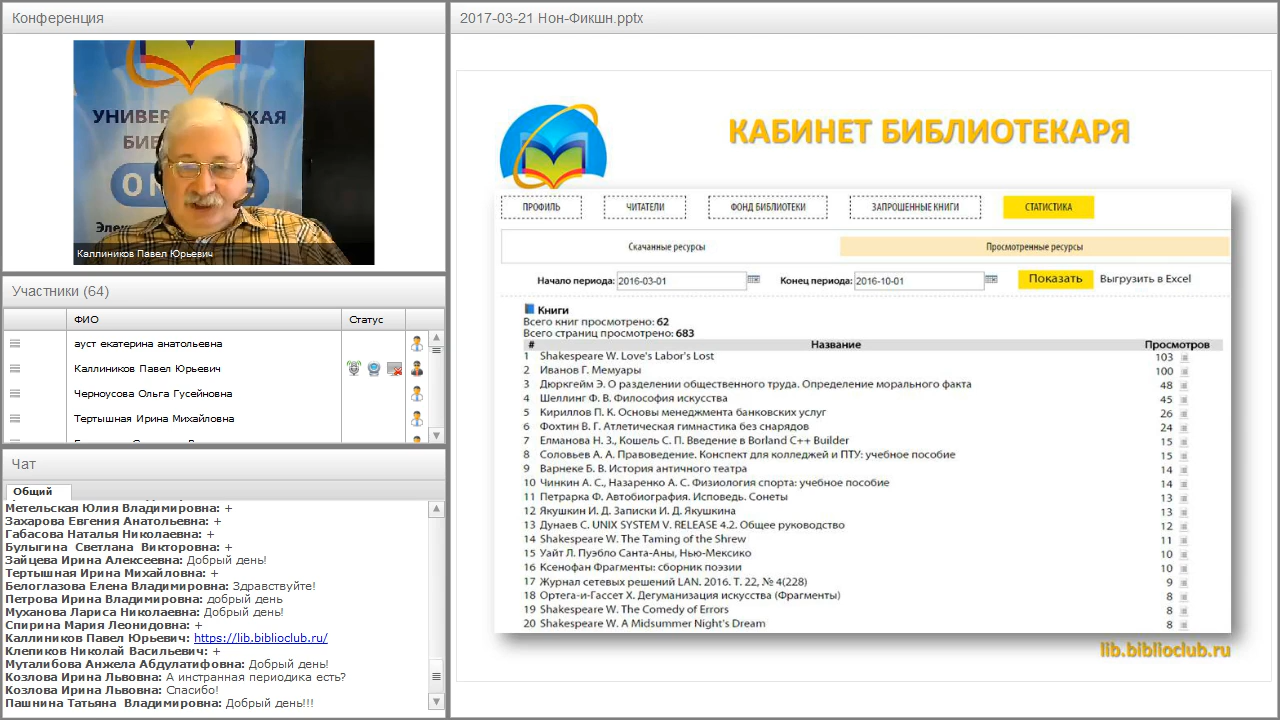 Конференция
УНИВЕР СКАЯ
БИБ
Элек
Каллиников Павел Юрьевич
Участники (64)
ФИО Статус
ауст екатерина анатольевна
Каллиников Павел Юрьевич
Черноусова Ольга Гусейновна
Тертышная Ирина Михайловна
Чат
Общий
Метельская Юлия Владимировна: +
Захарова Евгения Анатольевна: +
Габасова Наталья Николаевна: +
Булыгина Светлана Викторовна: +
Зайцева Ирина Алексеевна: Добрый день!
Тертышная Ирина Михайловна: +
Белоглазова Елена Владимировна: Здравствуйте!
Петрова Ирина Владимировна: добрый день
Муханова Лариса Николаевна: Добрый день!
Спирина Мария Леонидовна: +
Каллиников Павел Юрьевич: https://lib.biblioclub.ru/
Клепиков Николай Васильевич: +
Муталибова Анжела Абдулатифовна: Добрый день!
Козлова Ирина Львовна: А инстранная периодика есть?
Козлова Ирина Львовна: Спасибо!
Пашнина Татьяна Владимировна: Добрый день!!!
2017-03-21 Нон-Фикшн.pptx
КАБИНЕТ БИБЛИОТЕКАРЯ
ПРОФИЛЬ ЧИТАТЕЛИ ФОНД БИБЛИОТЕКИ ЗАПРОШЕННЫЕ КНИГИ СТАТИСТИКА
Скачанные ресурсы Просмотренные ресурсы
Начало периода: 2016-03-01 Конец периода: 2016-10-01 Показать Выгрузить в Excel
Книги
Всего книг просмотрено: 62
Всего страниц просмотрено: 683
# Название Просмотров
1 Shakespeare W. Love's Labor's Lost 103
2 Иванов Г. Мемуары 100
3 Дюркгейм Э. О разделении общественного труда. Определение морального факта 48
4 Шеллинг Ф. В. Философия искусства 45
5 Кириллов П. К. Основы менеджмента банковских услуг 26
6 Фохтин В. Г. Атлетическая гимнастика без снарядов 24
7 Елманова Н. З., Кошель С. П. Введение в Borland C++ Builder 15
8 Соловьев А. А. Правоведение. Конспект для колледжей и ПТУ: учебное пособие 15
9 Варнеке Б. В. История античного театра 14
10 Чинкин А. С., Назаренко А. С. Физиология спорта: учебное пособие 14
11 Петрарка Ф. Автобиография. Исповедь. Сонеты 13
12 Якушкин И. Д. Записки И. Д. Якушкина 13
13 Дунаев С. UNIX SYSTEM V. RELEASE 4.2. Общее руководство 12
14 Shakespeare W. The Taming of the Shrew 11
15 Уайт Л. Пуэбло Санта-Аны, Нью-Мексико 10
16 Ксенофан Фрагменты: сборник поэзии 10
17 Журнал сетевых решений LAN. 2016. Т. 22, № 4(228) 9
18 Ортега-и-Гассет Х. Дегуманизация искусства (Фрагменты) 8
19 Shakespeare W. The Comedy of Errors 8
20 Shakespeare W. A Midsummer Night's Dream 8
lib.biblioclub.ru